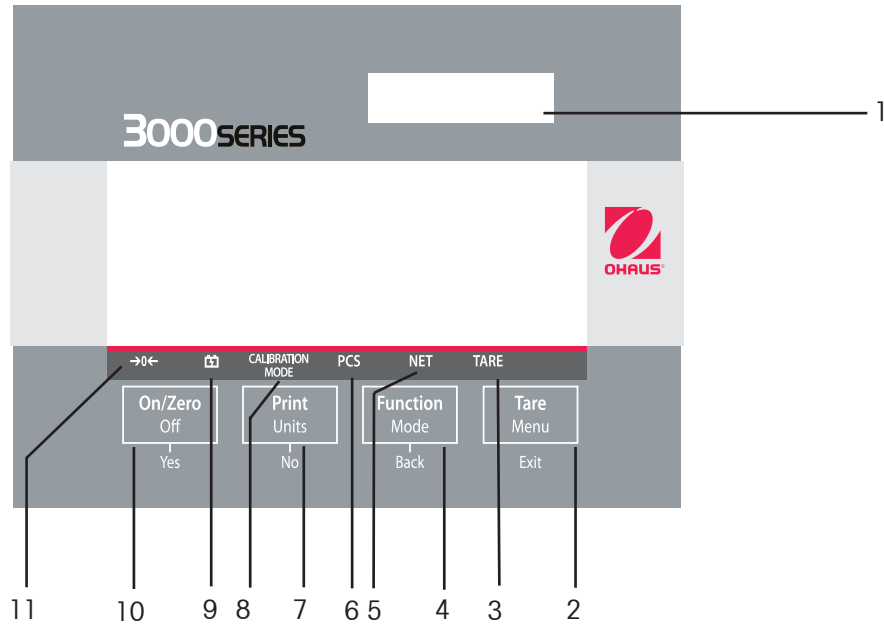 1
3000SERIES
OHAUS®
→0← CALIBRATION MODE PCS NET TARE
On/Zero Print Function Tare
Off Units Mode Menu
Yes No Back Exit
11 10 9 8 7 6 5 4 3 2